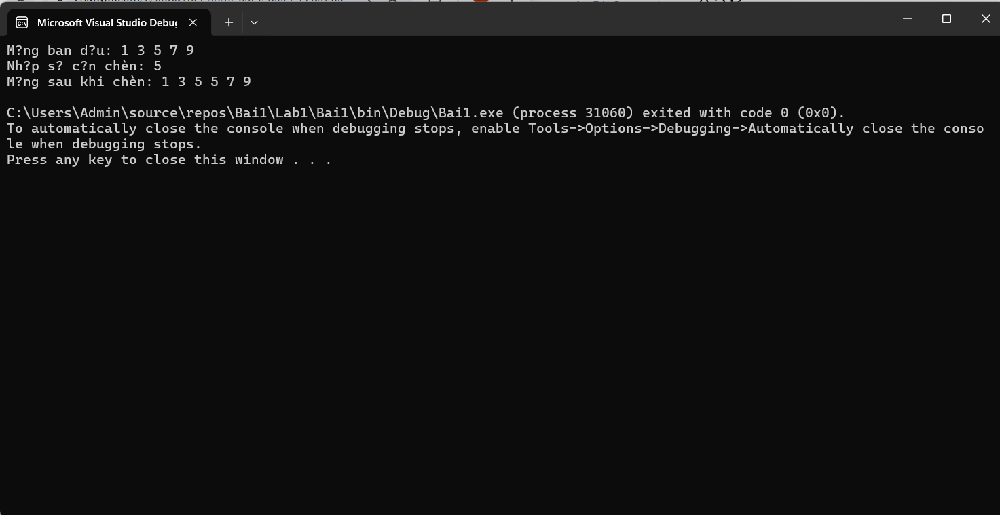 Microsoft Visual Studio Debug
M?ng ban d?u: 1 3 5 7 9
Nh?p s? c?n chèn: 5
M?ng sau khi chèn: 1 3 5 5 7 9
C:\Users\Admin\source\repos\Bai1\Lab1\Bai1\bin\Debug\Bai1.exe (process 31060) exited with code 0 (0x0).
To automatically close the console when debugging stops, enable Tools->Options->Debugging->Automatically close the conso
le when debugging stops.
Press any key to close this window . . .